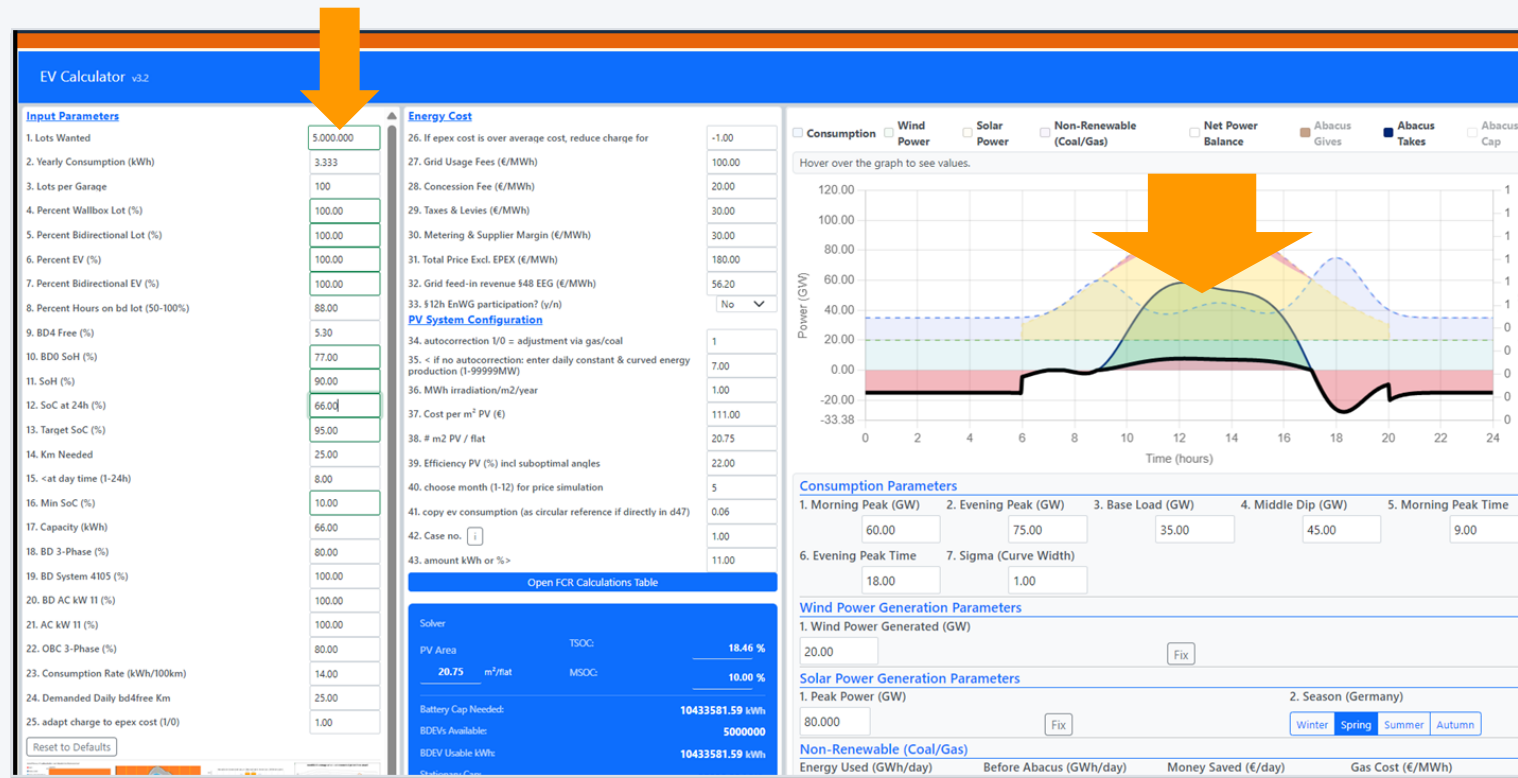 EV Calculator v3.2
Input Parameters
1. Lots Wanted 5.000.000
2. Yearly Consumption (kWh) 3.333
3. Lots per Garage 100
4. Percent Wallbox Lot (%) 100.00
5. Percent Bidirectional Lot (%) 100.00
6. Percent EV (%) 100.00
7. Percent Bidirectional EV (%) 100.00
8. Percent Hours on bd lot (50-100%) 88.00
9. BD4 Free (%) 5.30
10. BD0 SoH (%) 77.00
11. SoH (%) 90.00
12. SoC at 24h (%) 66.00
13. Target SoC (%) 95.00
14. Km Needed 25.00
15. <at day time (1-24h) 8.00
16. Min SoC (%) 10.00
17. Capacity (kWh) 66.00
18. BD 3-Phase (%) 80.00
19. BD System 4105 (%) 100.00
20. BD AC kW 11 (%) 100.00
21. AC kW 11 (%) 100.00
22. OBC 3-Phase (%) 80.00
23. Consumption Rate (kWh/100km) 14.00
24. Demanded Daily bd4free Km 25.00
25. adapt charge to epex cost (1/0) 1.00
Reset to Defaults
Energy Cost
26. If epex cost is over average cost, reduce charge for -1.00
27. Grid Usage Fees (€/MWh) 100.00
28. Concession Fee (€/MWh) 20.00
29. Taxes & Levies (€/MWh) 30.00
30. Metering & Supplier Margin (€/MWh) 30.00
31. Total Price Excl. EPEX (€/MWh) 180.00
32. Grid feed-in revenue §48 EEG (€/MWh) 56.20
33. §12h EnWG participation? (y/n) No
PV System Configuration
34. autocorrection 1/0 = adjustment via gas/coal 1
35. < if no autocorrection: enter daily constant & curved energy
production (1-99999MW) 7.00
36. MWh irradiation/m2/year 1.00
37. Cost per m² PV (€) 111.00
38. # m2 PV / flat 20.75
39. Efficiency PV (%) incl suboptimal angles 22.00
40. choose month (1-12) for price simulation 5
41. copy ev consumption (as circular reference if directly in d47) 0.06
42. Case no. i 1.00
43. amount kWh or %> 11.00
Open FCR Calculations Table
Solver
PV Area TSOC: 18.46 %
20.75 m²/flat MSOC: 10.00 %
Battery Cap Needed: 10433581.59 kWh
BDEVs Available: 5000000
BDEV Usable kWh: 10433581.59 kWh
Consumption Wind Power Solar Power Non-Renewable (Coal/Gas) Net Power Balance Abacus Gives Abacus Takes Abacus Cap
Hover over the graph to see values.
Power (GW)
120.00 1
100.00 1
80.00 1
60.00 1
40.00 1
20.00 0
0.00 0
-20.00 0
-33.38 0
0 2 4 6 8 10 12 14 16 18 20 22 24
Time (hours)
Consumption Parameters
1. Morning Peak (GW) 2. Evening Peak (GW) 3. Base Load (GW) 4. Middle Dip (GW) 5. Morning Peak Time
60.00 75.00 35.00 45.00 9.00
6. Evening Peak Time 7. Sigma (Curve Width)
18.00 1.00
Wind Power Generation Parameters
1. Wind Power Generated (GW)
20.00 Fix
Solar Power Generation Parameters
1. Peak Power (GW) 2. Season (Germany)
80.000 Fix Winter Spring Summer Autumn
Non-Renewable (Coal/Gas)
Energy Used (GWh/day) Before Abacus (GWh/day) Money Saved (€/day) Gas Cost (€/MWh)